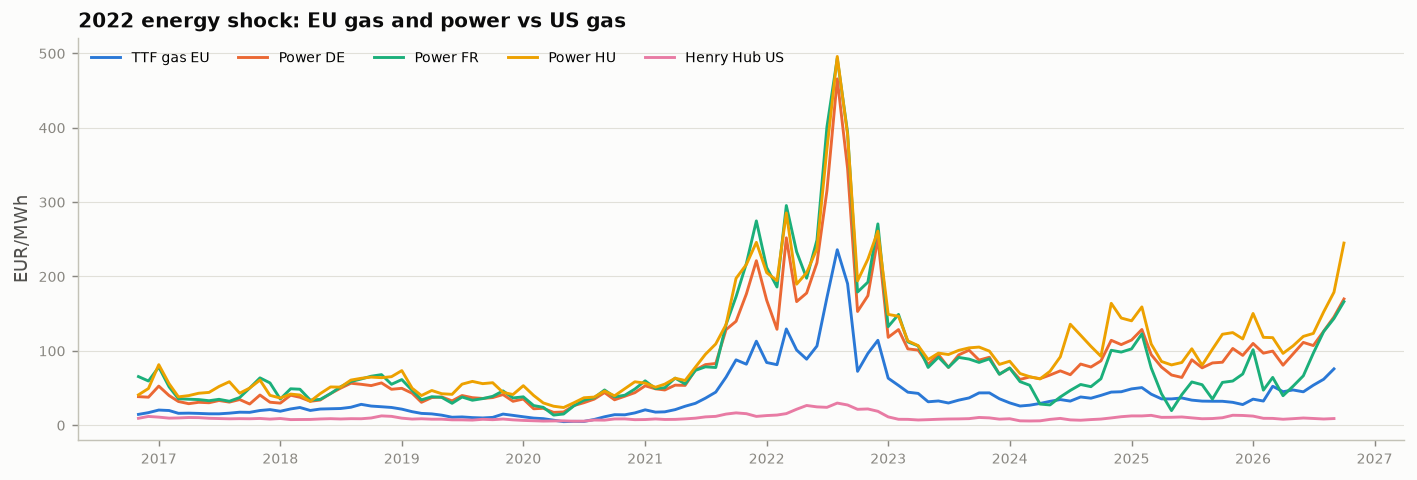 2022 energy shock: EU gas and power vs US gas
TTF gas EU Power DE Power FR Power HU Henry Hub US
EUR/MWh
500
400
300
200
100
0
2017 2018 2019 2020 2021 2022 2023 2024 2025 2026 2027